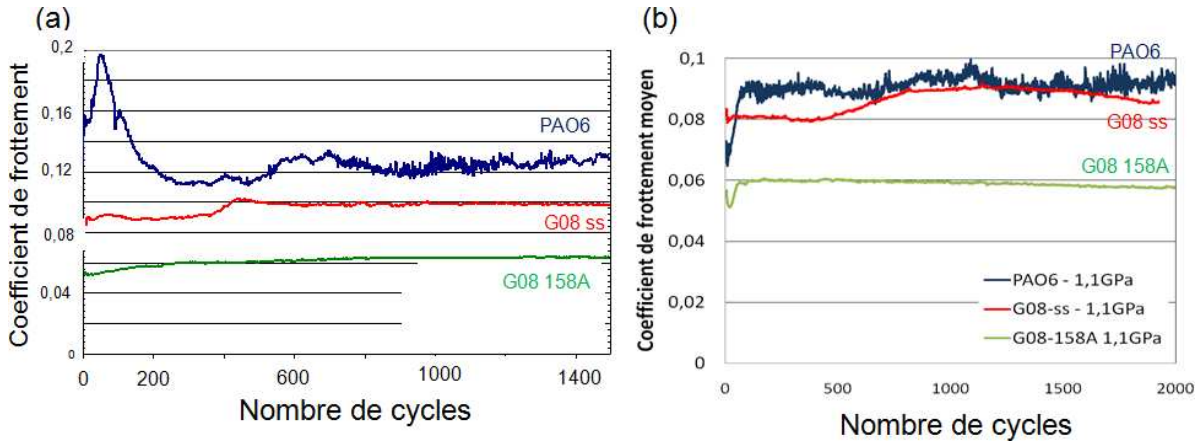 (a)
Coefficient de frottement
0,2
0,16
0,12
0,08
0,04
0
PAO6
G08 ss
G08 158A
0
200
400
600
800
1000
1400
Nombre de cycles
(b)
Coefficient de frottement moyen
0,1
0,08
0,06
0,04
0,02
0
PAO6
G08 ss
G08 158A
PAO6 - 1,1GPa
G08-ss - 1,1GPa
G08-158A 1,1GPa
0
500
1000
1500
2000
Nombre de cycles